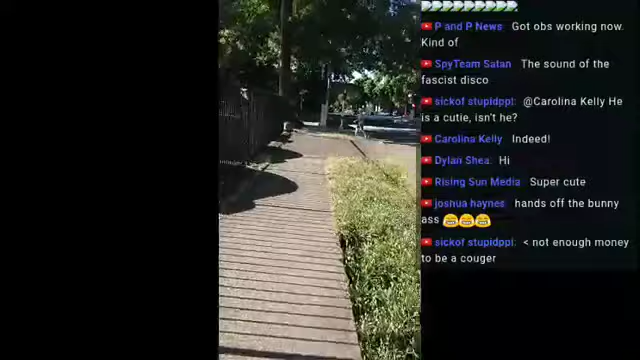 P and P News Got obs working now.
Kind of
SpyTeam Satan The sound of the
fascist disco
sickof stupidppl: @Carolina Kelly He
is a cutie, isn't he?
Carolina Kelly Indeed!
Dylan Shea: Hi
Rising Sun Media Super cute
joshua haynes: hands off the bunny
ass 😂😂😂
sickof stupidppl: < not enough money
to be a couger